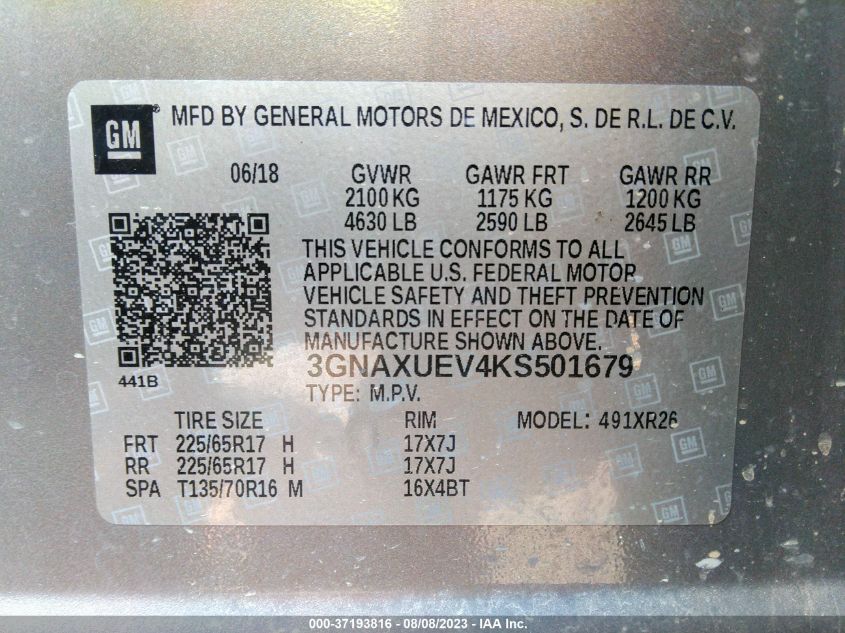 GM ® MFD BY GENERAL MOTORS DE MEXICO, S. DE R.L. DE C.V.
06/18 GVWR GAWR FRT GAWR RR
2100 KG 1175 KG 1200 KG
4630 LB 2590 LB 2645 LB
THIS VEHICLE CONFORMS TO ALL
APPLICABLE U.S. FEDERAL MOTOR
VEHICLE SAFETY AND THEFT PREVENTION
STANDARDS IN EFFECT ON THE DATE OF
MANUFACTURE SHOWN ABOVE.
3GNAXUEV4KS501679
441B
TYPE: M.P.V.
TIRE SIZE RIM MODEL: 491XR26
FRT 225/65R17 H 17X7J
RR 225/65R17 H 17X7J
SPA T135/70R16 M 16X4BT
000-37193816 - 08/08/2023 - IAA Inc.